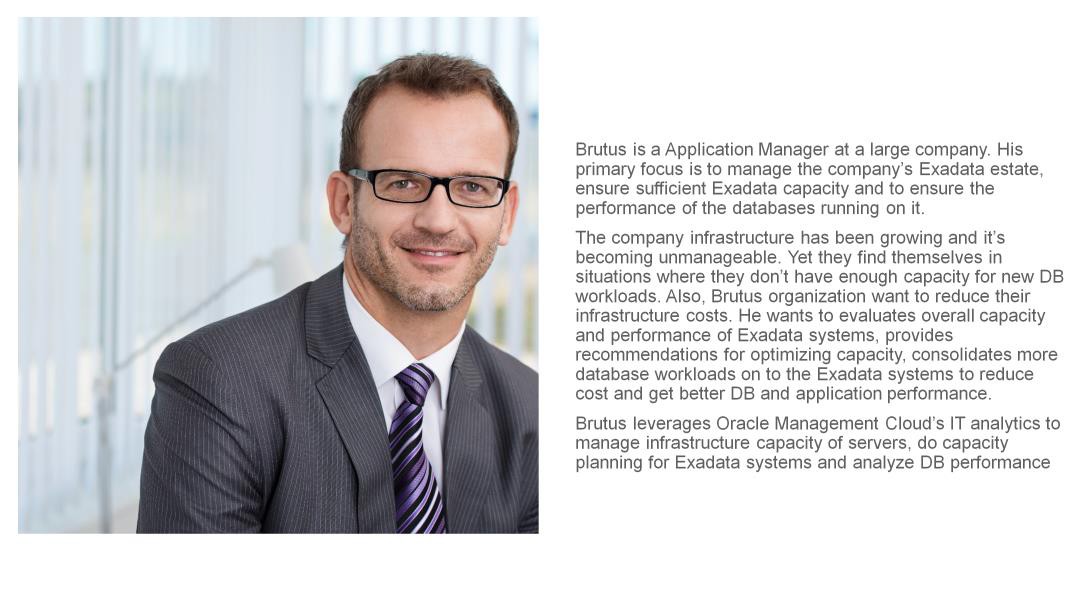 Brutus is a Application Manager at a large company. His
primary focus is to manage the company’s Exadata estate,
ensure sufficient Exadata capacity and to ensure the
performance of the databases running on it.
The company infrastructure has been growing and it’s
becoming unmanageable. Yet they find themselves in
situations where they don’t have enough capacity for new DB
workloads. Also, Brutus organization want to reduce their
infrastructure costs. He wants to evaluates overall capacity
and performance of Exadata systems, provides
recommendations for optimizing capacity, consolidates more
database workloads on to the Exadata systems to reduce
cost and get better DB and application performance.
Brutus leverages Oracle Management Cloud’s IT analytics to
manage infrastructure capacity of servers, do capacity
planning for Exadata systems and analyze DB performance